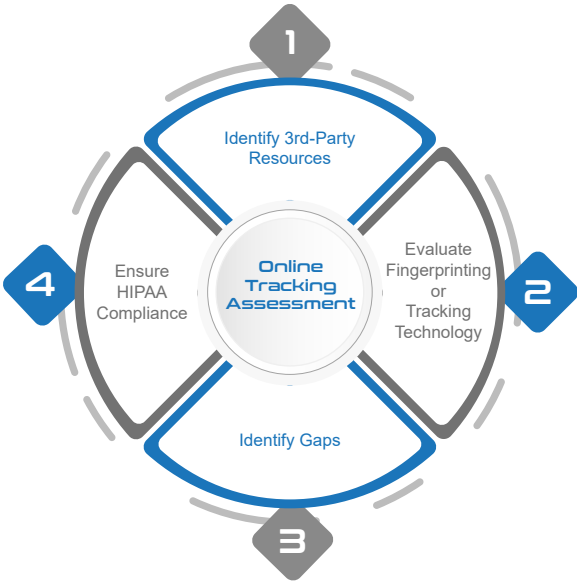 1
Identify 3rd-Party
Resources
2
Evaluate
Fingerprinting
or
Tracking
Technology
3
Identify Gaps
4
Ensure
HIPAA
Compliance
Online
Tracking
Assessment